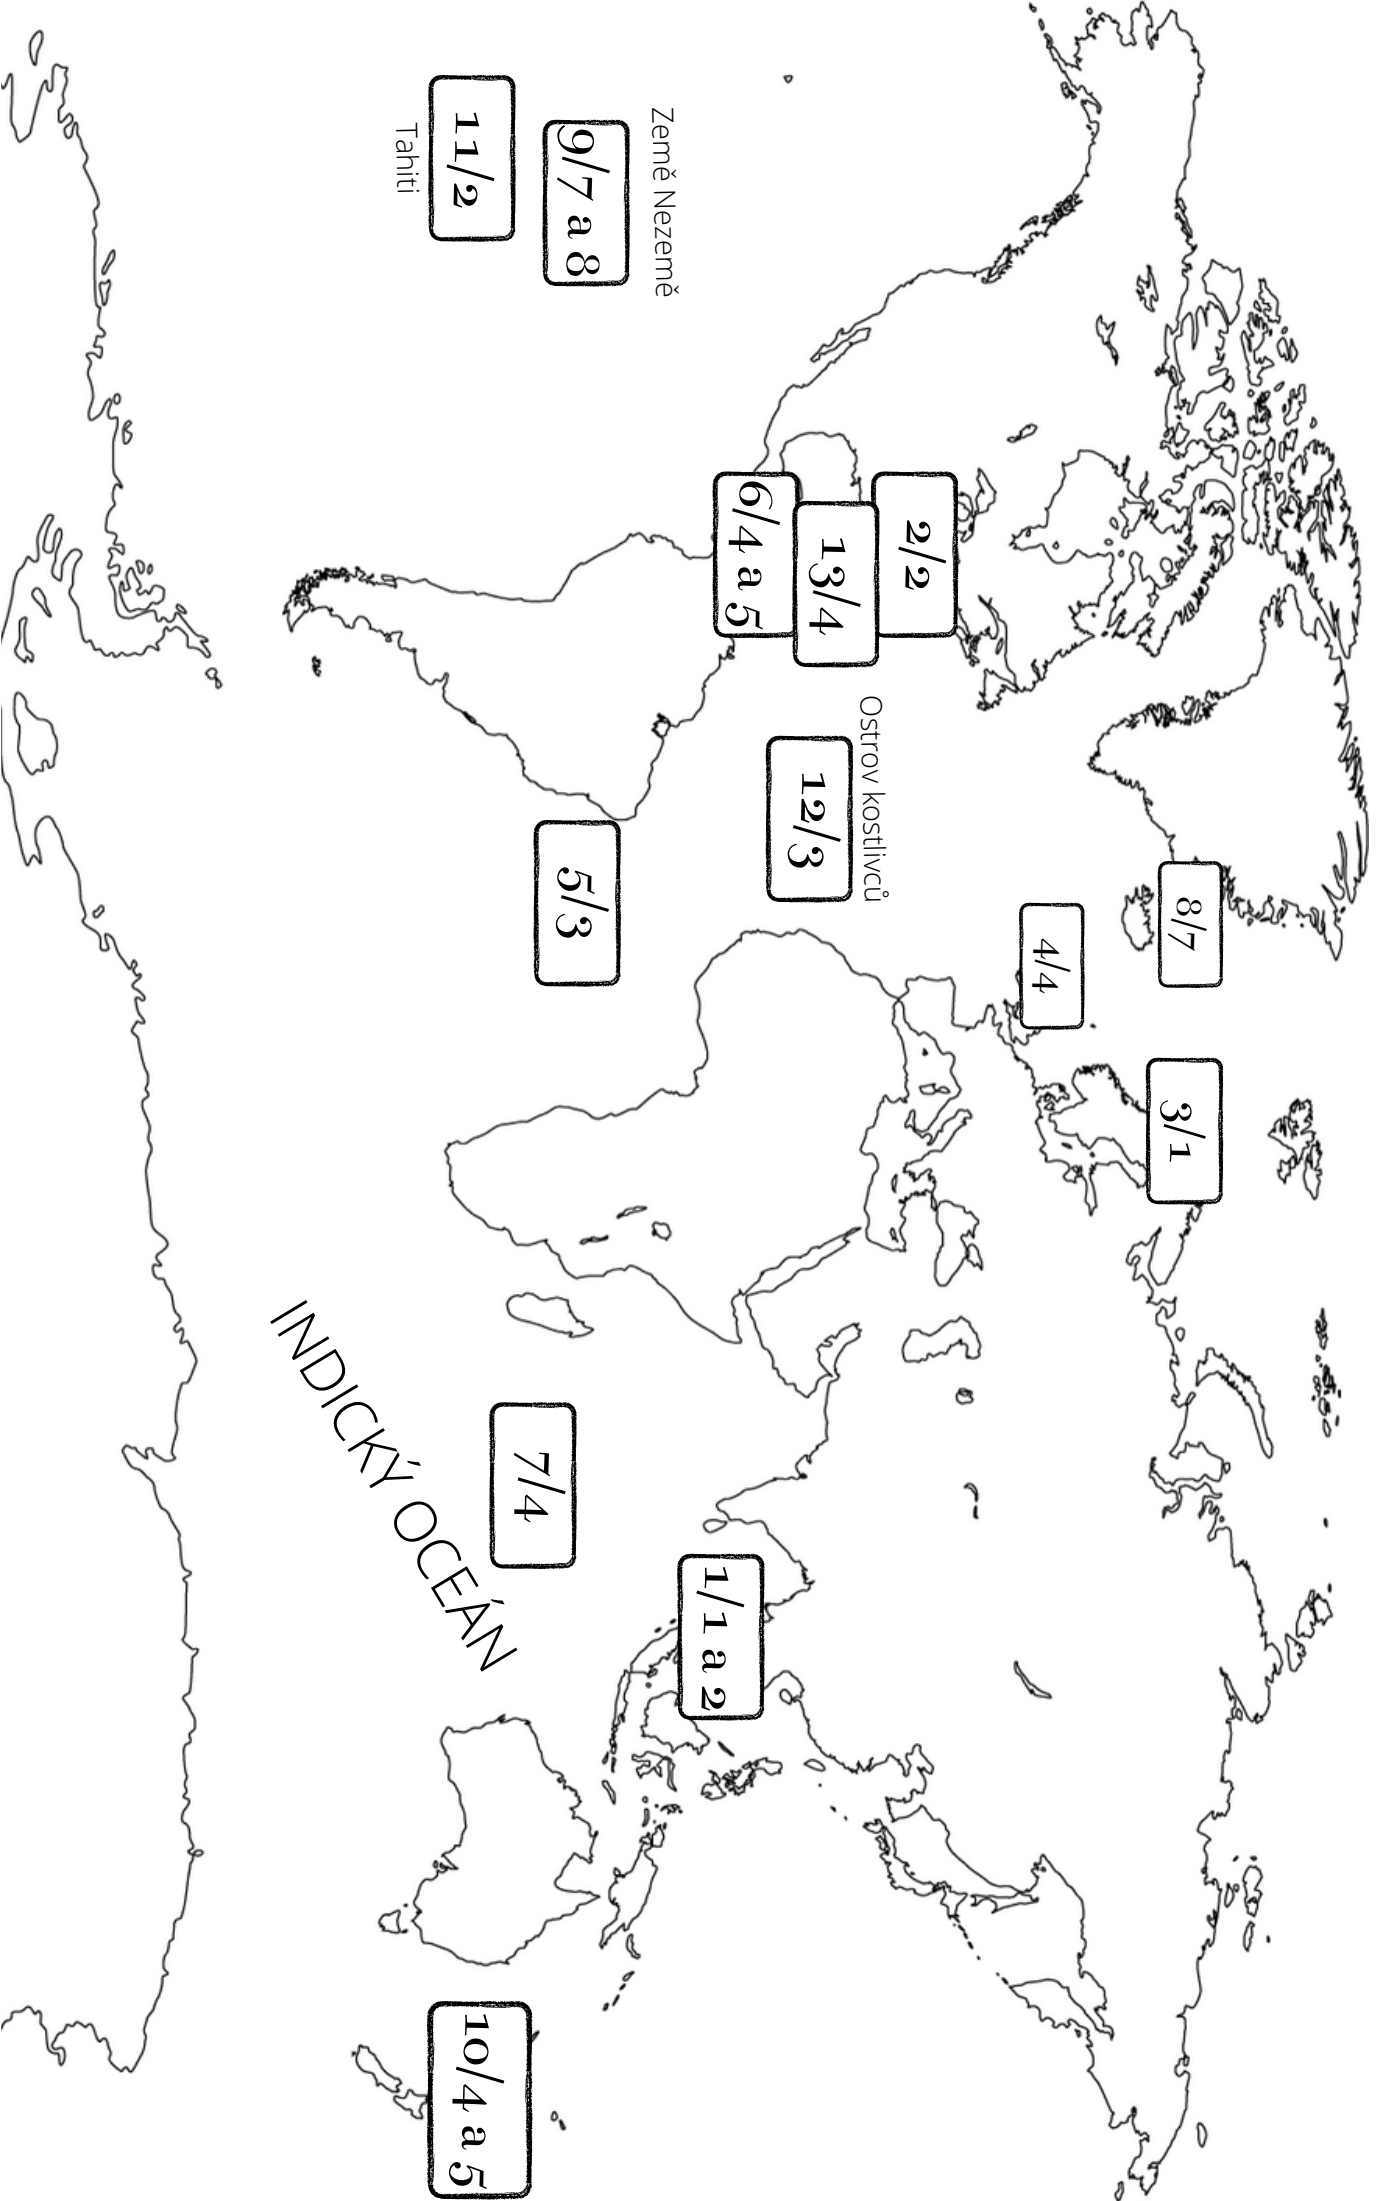 8/7
3/1
4/4
2/2
Ostrov kostlivců
13/4
12/3
6/4 a 5
1/1 a 2
Země Nezemě
9/7 a 8
5/3
7/4
11/2
Tahiti
10/4 a 5
INDICKÝ OCEÁN